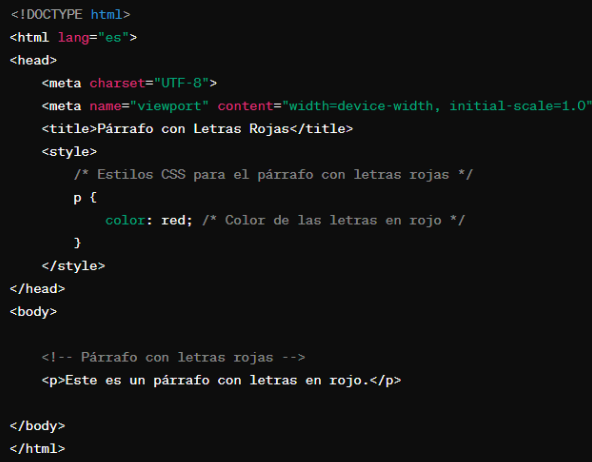 <!DOCTYPE html>
<html lang="es">
<head>
    <meta charset="UTF-8">
    <meta name="viewport" content="width=device-width, initial-scale=1.0"
    <title>Párrafo con Letras Rojas</title>
    <style>
        /* Estilos CSS para el párrafo con letras rojas */
        p {
            color: red; /* Color de las letras en rojo */
        }
    </style>
</head>
<body>

    <!-- Párrafo con letras rojas -->
    <p>Este es un párrafo con letras en rojo.</p>

</body>
</html>